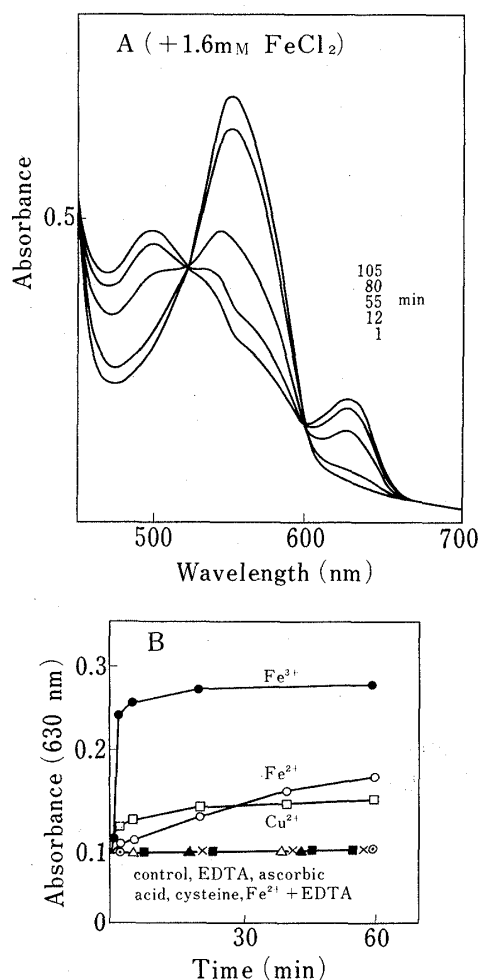 A (+1.6mM FeCl₂)
Absorbance
0.5
105
80
55 min
12
1
500 600 700
Wavelength (nm)
B
Absorbance (630 nm)
0.3
0.2
0.1
0
Fe³⁺
Fe²⁺
Cu²⁺
control, EDTA, ascorbic
acid, cysteine, Fe²⁺+EDTA
30 60
Time (min)